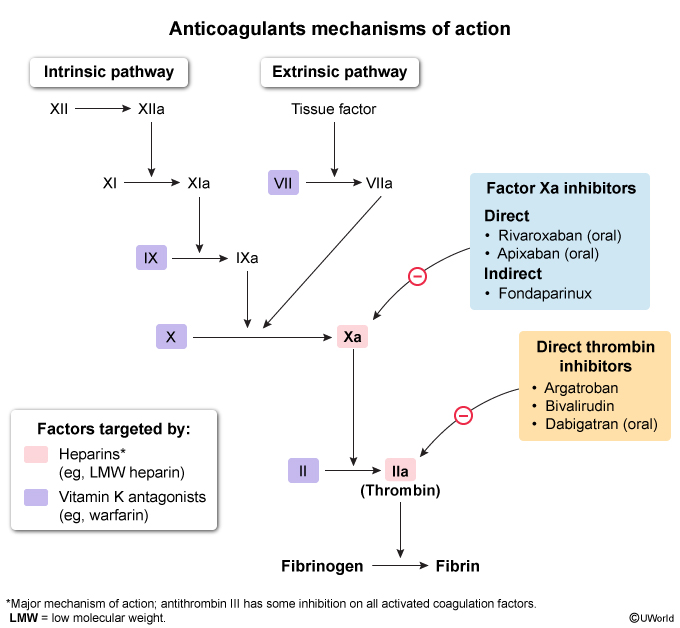 Anticoagulants mechanisms of action
Intrinsic pathway
Extrinsic pathway
XII
XIIa
Tissue factor
XI
XIa
VII
VIIa
Factor Xa inhibitors
Direct
• Rivaroxaban (oral)
• Apixaban (oral)
Indirect
• Fondaparinux
IX
IXa
X
Xa
Direct thrombin
inhibitors
• Argatroban
• Bivalirudin
• Dabigatran (oral)
Factors targeted by:
Heparins*
(eg, LMW heparin)
Vitamin K antagonists
(eg, warfarin)
II
IIa
(Thrombin)
Fibrinogen
Fibrin
*Major mechanism of action; antithrombin III has some inhibition on all activated coagulation factors.
LMW = low molecular weight.
©UWorld